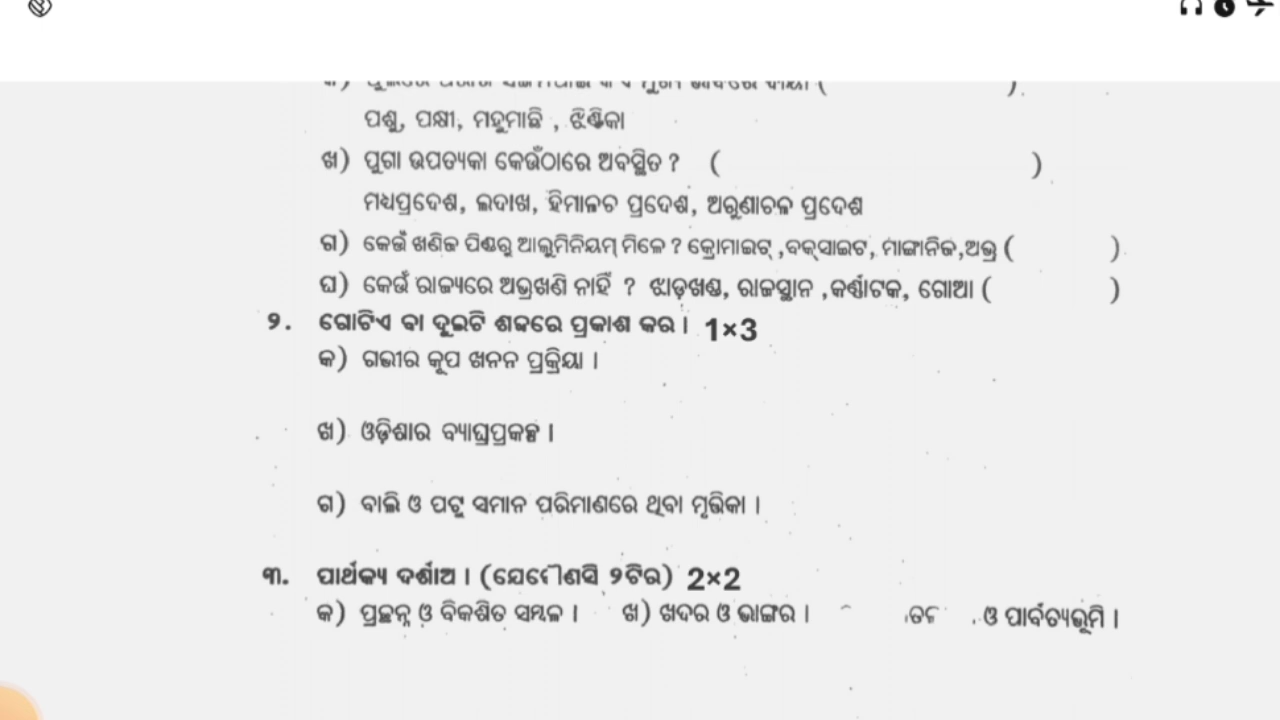 ପଶୁ, ପକ୍ଷୀ, ମହୁମାଛି , ଝିଣ୍ଟିକା
ଖ) ପୁଗା ଉପତ୍ୟକା କେଉଁଠାରେ ଅବସ୍ଥିତ ? ( )
ମଧ୍ୟପ୍ରଦେଶ, ଲଦାଖ, ହିମାଳଚ ପ୍ରଦେଶ, ଅରୁଣାଚଳ ପ୍ରଦେଶ
ଗ) କେଉଁ ଖଣିଜ ପିଣ୍ଡରୁ ଆଲୁମିନିୟମ୍ ମିଳେ ? କ୍ରୋମାଇଟ୍ ,ବକ୍ସାଇଟ, ମାଙ୍ଗାନିଜ,ଅଭ୍ର ( )
ଘ) କେଉଁ ରାଜ୍ୟରେ ଅଭ୍ରଖଣି ନାହିଁ ? ଝାଡ଼ଖଣ୍ଡ, ରାଜସ୍ଥାନ ,କର୍ଣ୍ଣାଟକ, ଗୋଆ ( )
୨. ଗୋଟିଏ ବା ଦୁଇଟି ଶବ୍ଦରେ ପ୍ରକାଶ କର । 1×3
କ) ଗଭୀର କୂପ ଖନନ ପ୍ରକ୍ରିୟା ।
ଖ) ଓଡ଼ିଶାର ବ୍ୟାଘ୍ରପ୍ରକଳ୍ପ ।
ଗ) ବାଲି ଓ ପଟୁ ସମାନ ପରିମାଣରେ ଥିବା ମୃତ୍ତିକା ।
୩. ପାର୍ଥକ୍ୟ ଦର୍ଶାଅ । (ଯେକୌଣସି ୨ଟିର) 2×2
କ) ପ୍ରଚ୍ଛନ୍ନ ଓ ବିକଶିତ ସମ୍ବଳ । ଖ) ଖଦର ଓ ଭାଙ୍ଗର । ଓ ପାର୍ବତ୍ୟଭୂମି ।